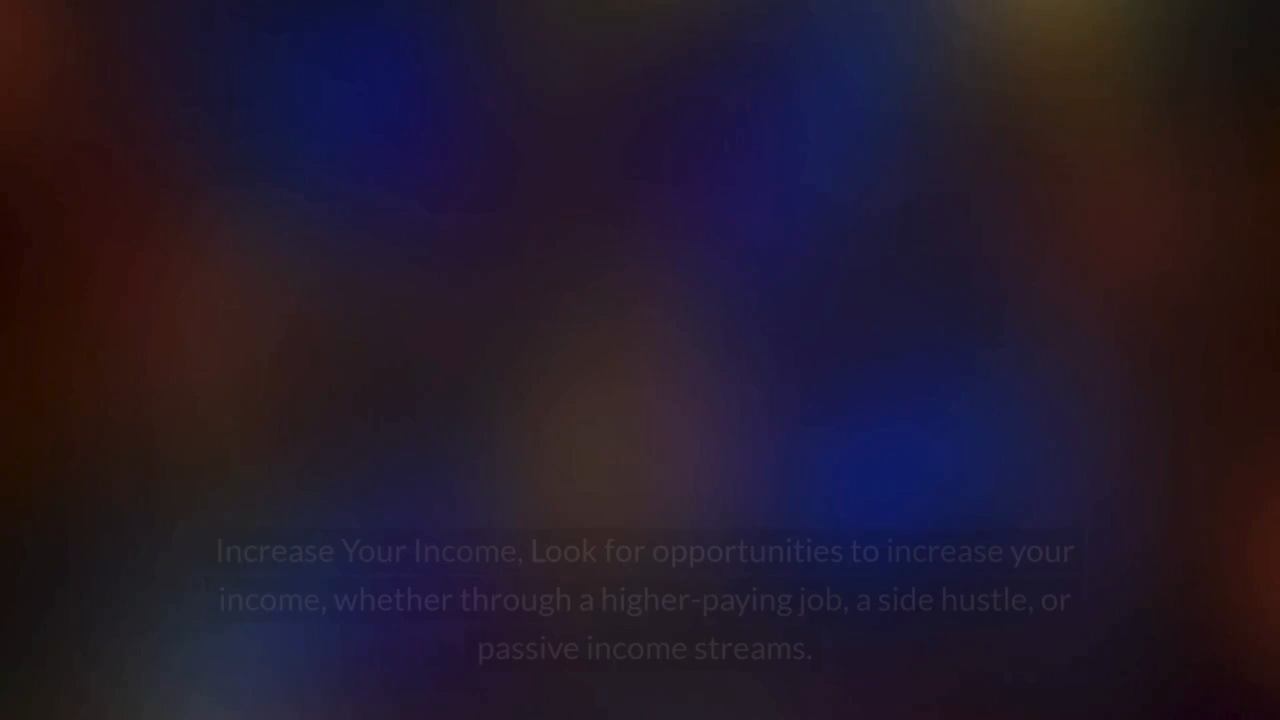 Increase Your Income, Look for opportunities to increase your
income, whether through a higher-paying job, a side hustle, or
passive income streams.